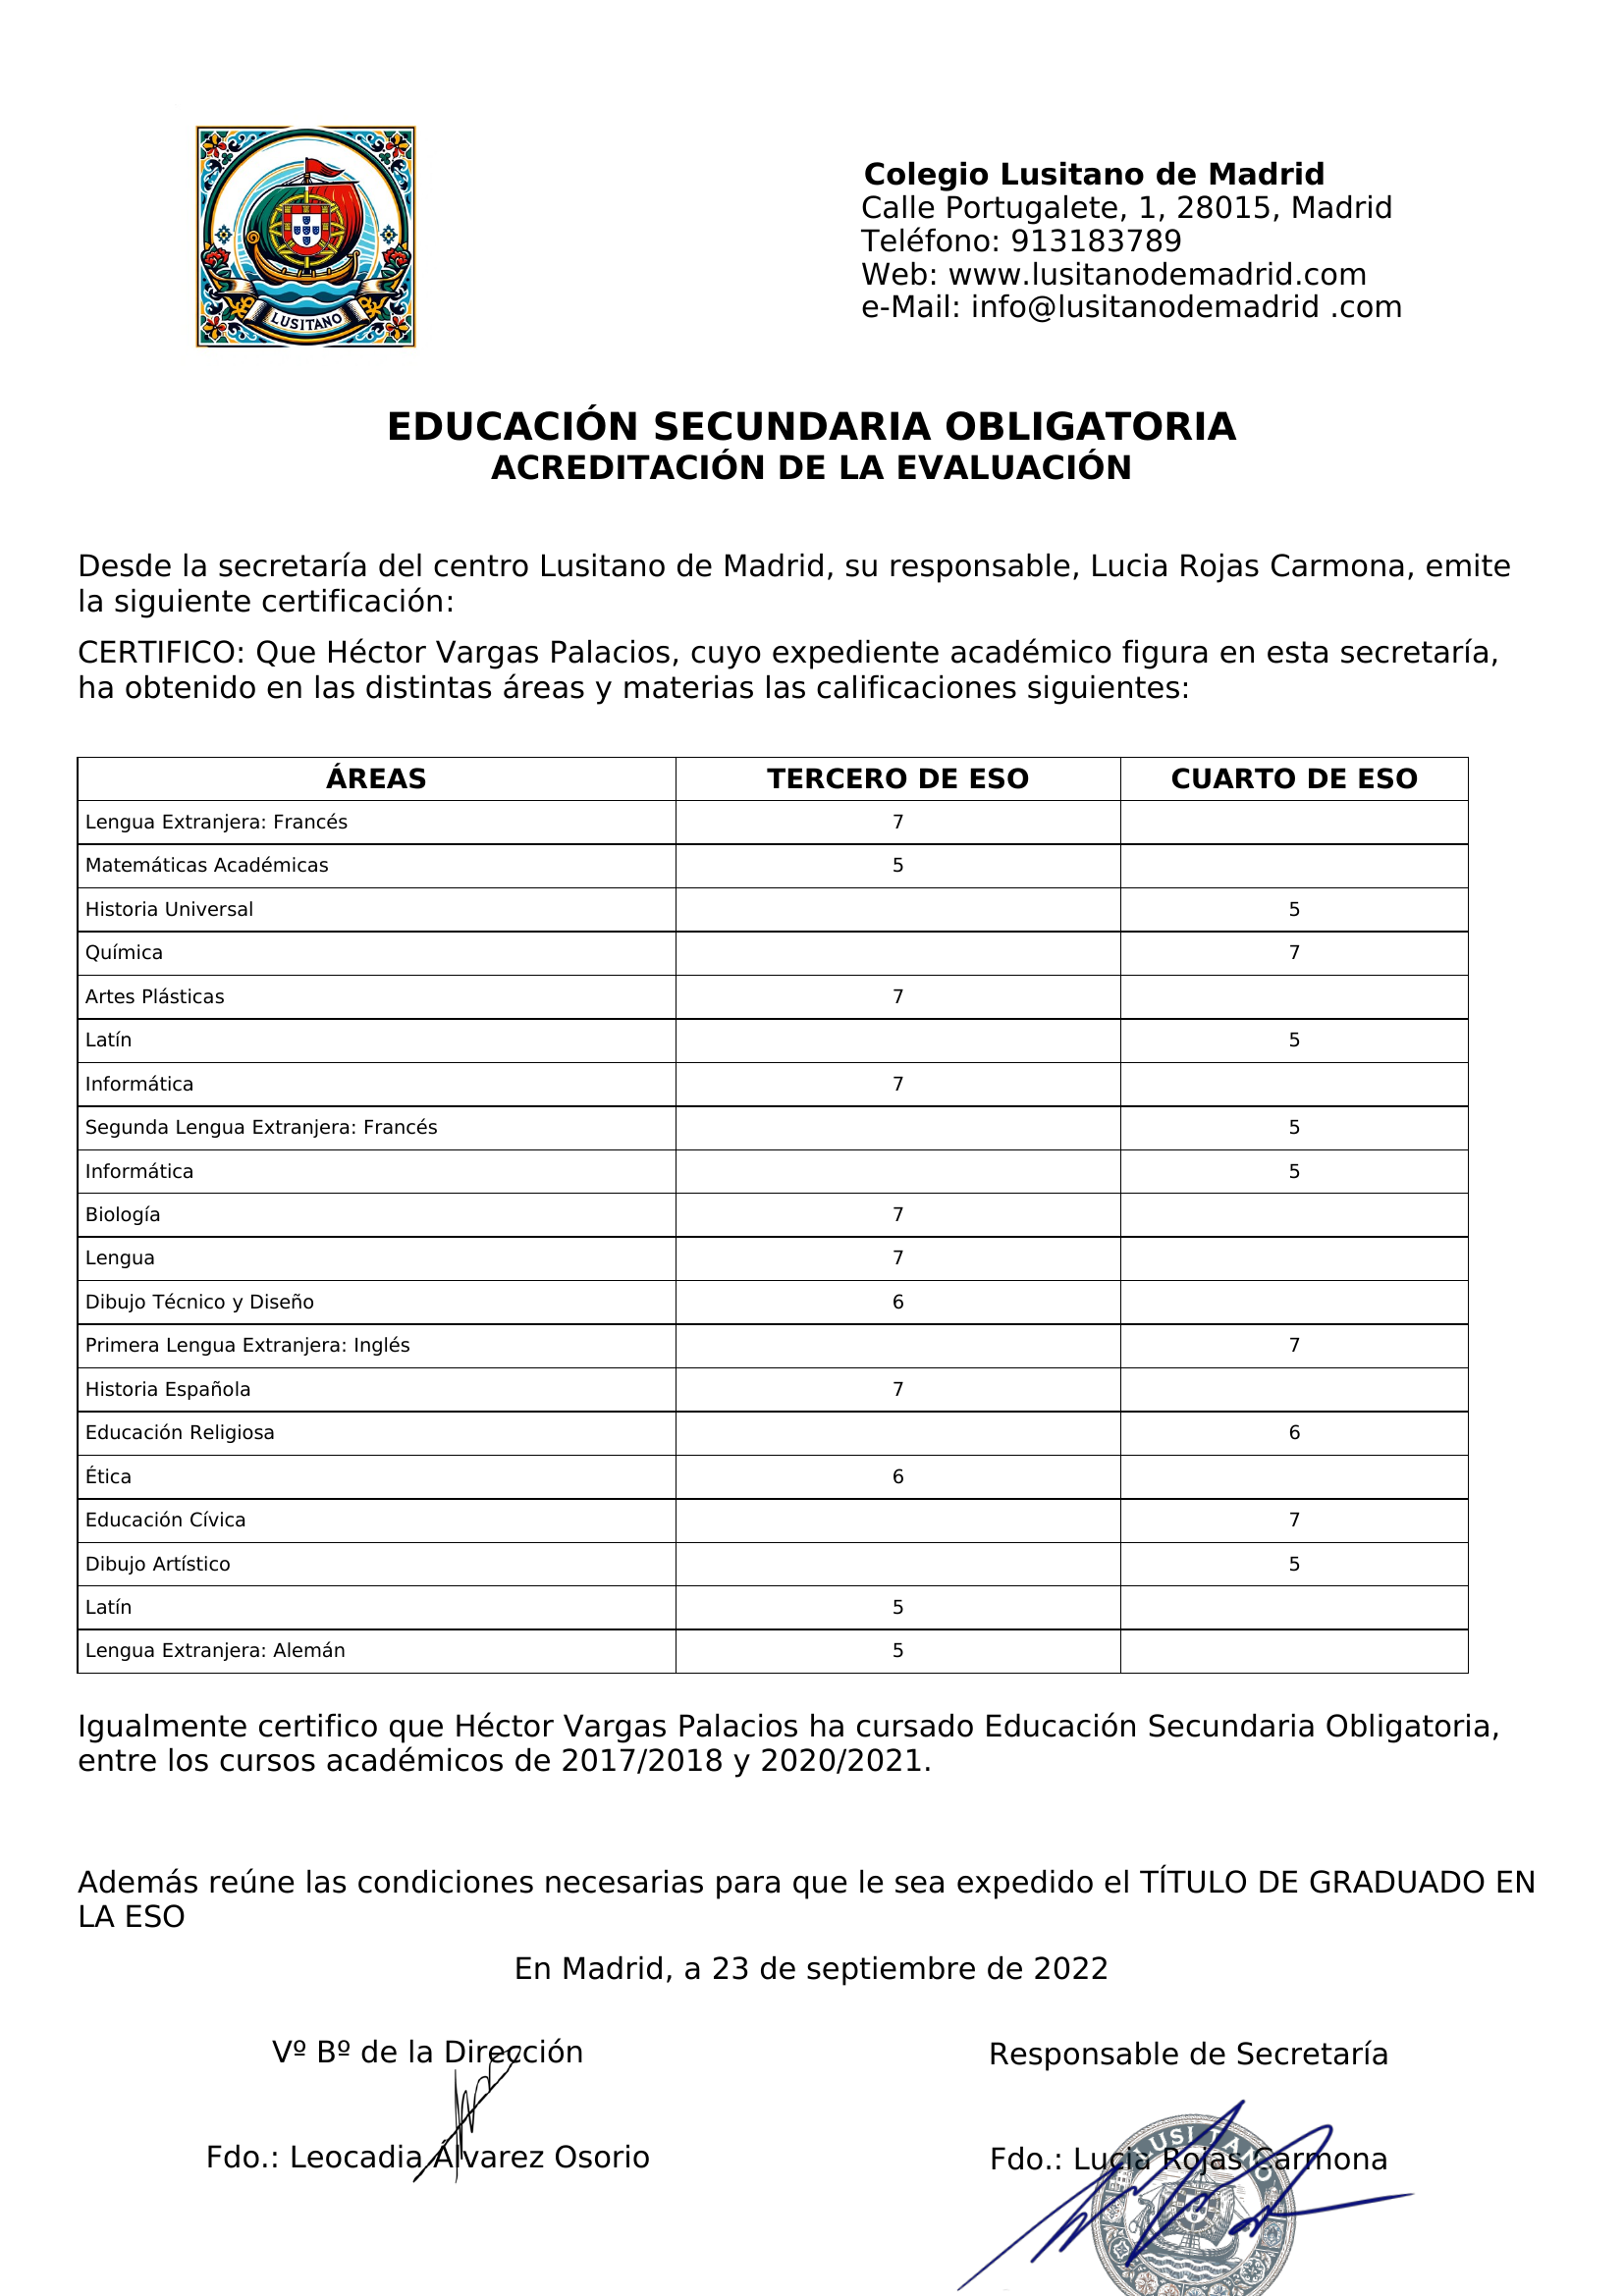 LUSITANO
Colegio Lusitano de Madrid
Calle Portugalete, 1, 28015, Madrid
Teléfono: 913183789
Web: www.lusitanodemadrid.com
e-Mail: info@lusitanodemadrid .com
EDUCACIÓN SECUNDARIA OBLIGATORIA
ACREDITACIÓN DE LA EVALUACIÓN
Desde la secretaría del centro Lusitano de Madrid, su responsable, Lucia Rojas Carmona, emite
la siguiente certificación:
CERTIFICO: Que Héctor Vargas Palacios, cuyo expediente académico figura en esta secretaría,
ha obtenido en las distintas áreas y materias las calificaciones siguientes:
ÁREAS TERCERO DE ESO CUARTO DE ESO
Lengua Extranjera: Francés 7
Matemáticas Académicas 5
Historia Universal 5
Química 7
Artes Plásticas 7
Latín 5
Informática 7
Segunda Lengua Extranjera: Francés 5
Informática 5
Biología 7
Lengua 7
Dibujo Técnico y Diseño 6
Primera Lengua Extranjera: Inglés 7
Historia Española 7
Educación Religiosa 6
Ética 6
Educación Cívica 7
Dibujo Artístico 5
Latín 5
Lengua Extranjera: Alemán 5
Igualmente certifico que Héctor Vargas Palacios ha cursado Educación Secundaria Obligatoria,
entre los cursos académicos de 2017/2018 y 2020/2021.
Además reúne las condiciones necesarias para que le sea expedido el TÍTULO DE GRADUADO EN
LA ESO
En Madrid, a 23 de septiembre de 2022
Vº Bº de la Dirección Responsable de Secretaría
Fdo.: Leocadia Álvarez Osorio Fdo.: Lucia Rojas Carmona
LUSITANO